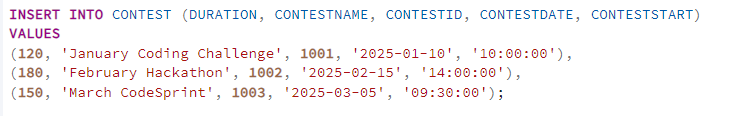 INSERT INTO CONTEST (DURATION, CONTESTNAME, CONTESTID, CONTESTDATE, CONTESTSTART)
VALUES
(120, 'January Coding Challenge', 1001, '2025-01-10', '10:00:00'),
(180, 'February Hackathon', 1002, '2025-02-15', '14:00:00'),
(150, 'March CodeSprint', 1003, '2025-03-05', '09:30:00');